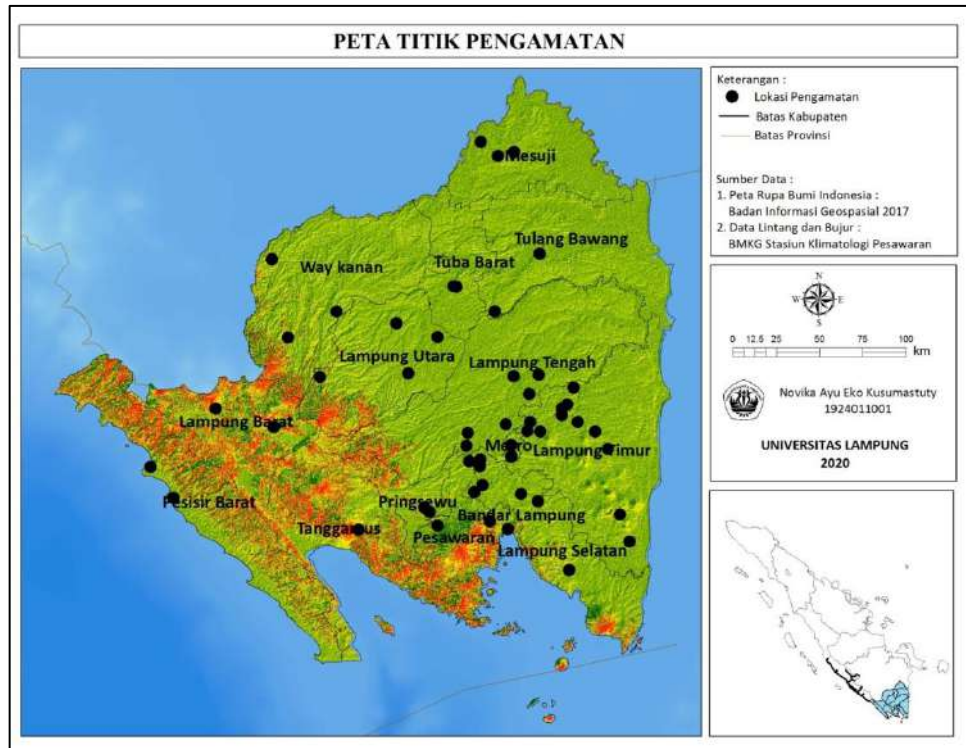 PETA TITIK PENGAMATAN
Mesuji
Tulang Bawang
Tuba Barat
Way kanan
Lampung Utara
Lampung Tengah
Lampung Barat
Metro
Lampung Timur
Pesisir Barat
Pringsewu
Bandar Lampung
Tanggamus
Pesawaran
Lampung Selatan
Keterangan :
Lokasi Pengamatan
Batas Kabupaten
Batas Provinsi
Sumber Data :
1. Peta Rupa Bumi Indonesia :
Badan Informasi Geospasial 2017
2. Data Lintang dan Bujur :
BMKG Stasiun Klimatologi Pesawaran
N
W E
S
0 12.5 25 50 75 100
km
Novika Ayu Eko Kusumastuty
1924011001
UNIVERSITAS LAMPUNG
2020